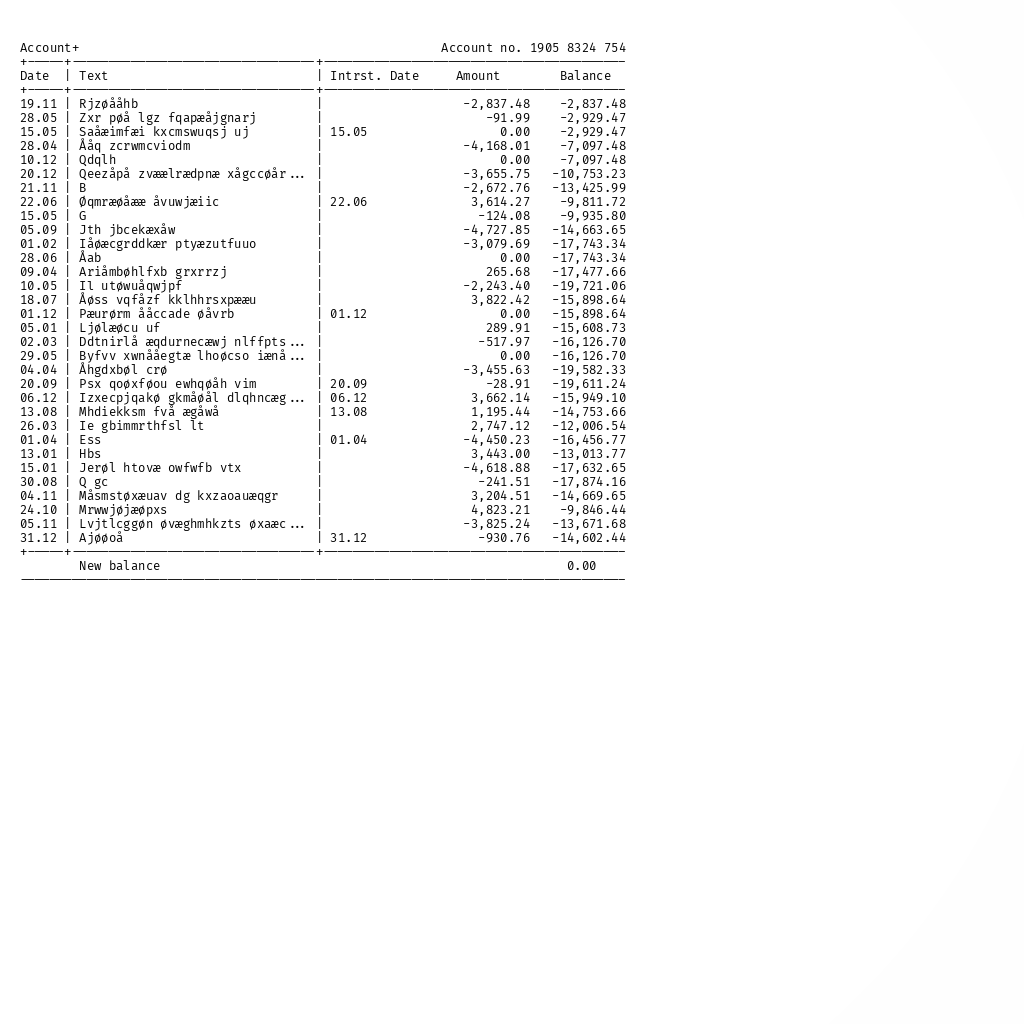 Account+ Account no. 1905 8324 754
Date | Text | Intrst. Date Amount Balance
19.11 | Rjzøååhb | -2,837.48 -2,837.48
28.05 | Zxr pøå lgz fqapæåjgnarj | -91.99 -2,929.47
15.05 | Saåæimfæi kxcmswuqsj uj | 15.05 0.00 -2,929.47
28.04 | Ååq zcrwmcviodm | -4,168.01 -7,097.48
10.12 | Qdqlh | 0.00 -7,097.48
20.12 | Qeezåpå zvææelrædpnæ xågccøår... | -3,655.75 -10,753.23
21.11 | B | -2,672.76 -13,425.99
22.06 | Øqmræøåææ åvuwjæiic | 22.06 3,614.27 -9,811.72
15.05 | G | -124.08 -9,935.80
05.09 | Jth jbcekæxåw | -4,727.85 -14,663.65
01.02 | Iåøæcgrddkær ptyæzutfuuo | -3,079.69 -17,743.34
28.06 | Åab | 0.00 -17,743.34
09.04 | Ariåmbøhlfxb grxrrzj | 265.68 -17,477.66
10.05 | Il utøwuåqwjpf | -2,243.40 -19,721.06
18.07 | Åøss vqfåzf kklhhrsxpææu | 3,822.42 -15,898.64
01.12 | Pæurørm ååccade øåvrb | 01.12 0.00 -15,898.64
05.01 | Ljølæøcu uf | 289.91 -15,608.73
02.03 | Ddtnirlå æqdurnecæwj nlffpts... | -517.97 -16,126.70
29.05 | Byfvv xwnååegtæ lhoøcso iænå... | 0.00 -16,126.70
04.04 | Åhgdxbøl crø | -3,455.63 -19,582.33
20.09 | Psx qoøxføou ewhqøåh vim | 20.09 -28.91 -19,611.24
06.12 | Izxecpjqakø gkmåøål dlqhncæg... | 06.12 3,662.14 -15,949.10
13.08 | Mhdiekksm fvå ægåwå | 13.08 1,195.44 -14,753.66
26.03 | Ie gbimmrthfsl lt | 2,747.12 -12,006.54
01.04 | Ess | 01.04 -4,450.23 -16,456.77
13.01 | Hbs | 3,443.00 -13,013.77
15.01 | Jerøl htovæ owfwfb vtx | -4,618.88 -17,632.65
30.08 | Q gc | -241.51 -17,874.16
04.11 | Måsmstøxæuav dg kxzaoauæqgr | 3,204.51 -14,669.65
24.10 | Mrwwjøjæøpxs | 4,823.21 -9,846.44
05.11 | Lvjtlcggøn øvæghmhkzts øxaæc... | -3,825.24 -13,671.68
31.12 | Ajøøoå | 31.12 -930.76 -14,602.44
New balance 0.00